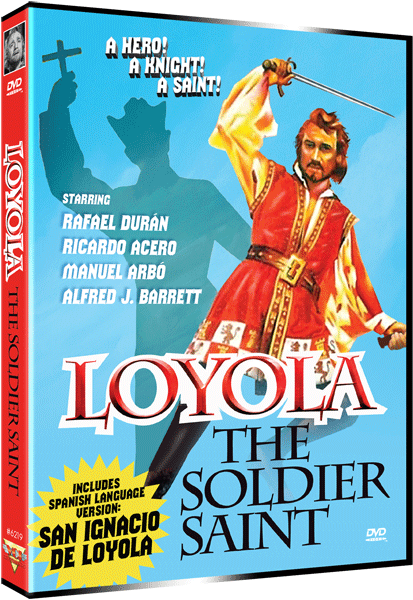 DVD
LOYOLA
THE SOLDIER SAINT
#6219
A HERO!
A KNIGHT!
A SAINT!
STARRING
RAFAEL DURÁN
RICARDO ACERO
MANUEL ARBÓ
ALFRED J. BARRETT
LOYOLA
THE
SOLDIER
SAINT
INCLUDES
SPANISH LANGUAGE
VERSION:
SAN IGNACIO
DE LOYOLA
DVD